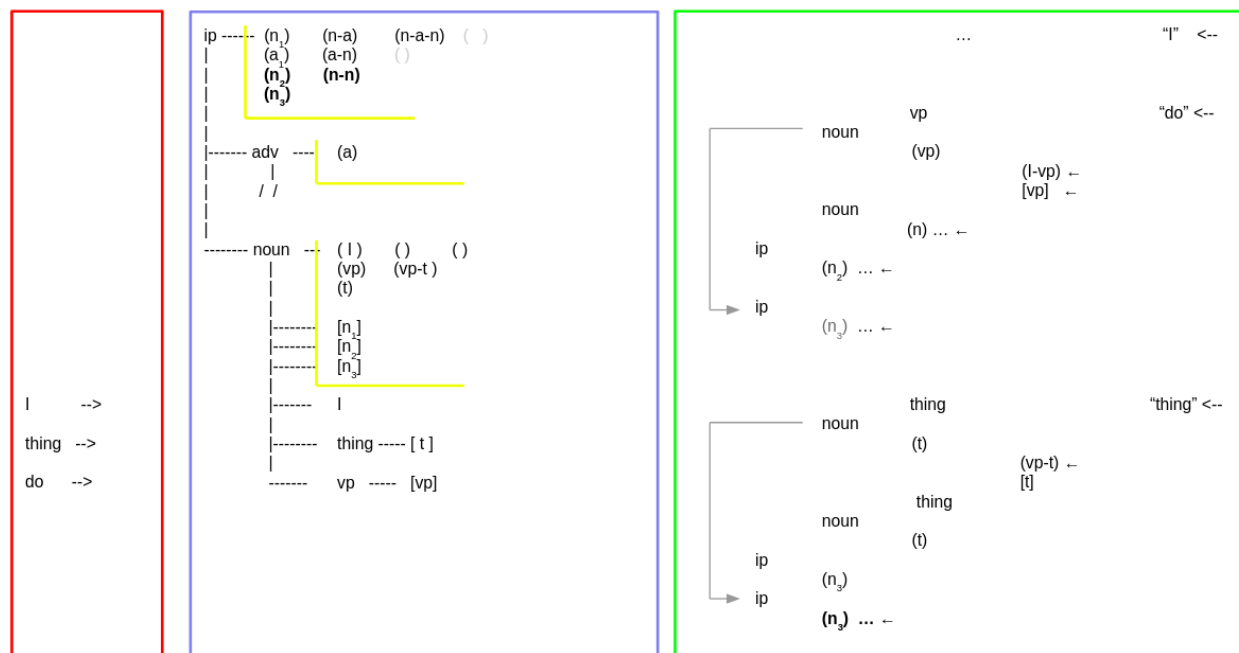 I -->
thing -->
do -->
ip ------ (n1) (n-a) (n-a-n) ( )
| (a1) (a-n) ( )
| (n2) (n-n)
| (n3)
|
|
|------- adv ---- (a)
| |
| / /
|
|
-------- noun --- ( I ) ( ) ( )
| (vp) (vp-t )
| (t)
|
|-------- [n1]
|-------- [n2]
|-------- [n3]
|
|------- I
|
|-------- thing ----- [ t ]
|
------- vp ----- [vp]
… “I” <--
vp “do” <--
noun
(vp)
(I-vp) ←
[vp] ←
noun
(n) … ←
ip
(n2) … ←
ip
(n3) … ←
thing “thing” <--
noun
(t)
(vp-t) ←
[t]
thing
noun
(t)
ip
(n3)
ip
(n3) … ←